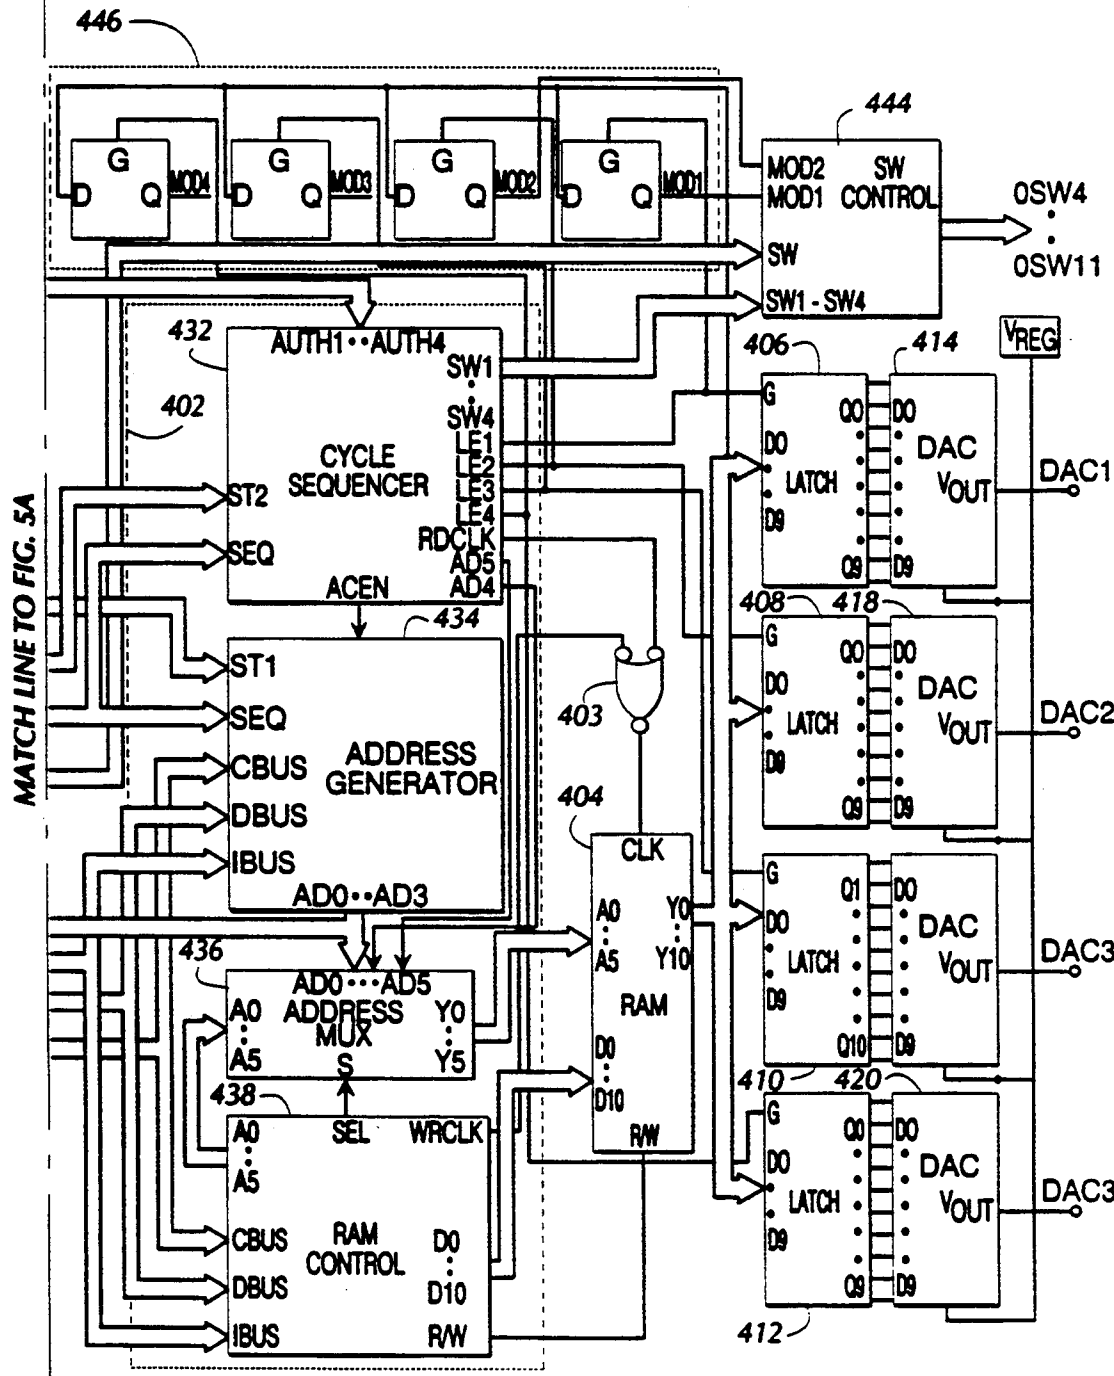 446
444
G
D Q
MOD4
G
D Q
MOD3
G
D Q
MOD2
G
D Q
MOD1
MOD2
MOD1
SW
CONTROL
SW
SW1 - SW4
0SW4
0SW11
432
AUTH1 •• AUTH4
SW1
SW4
LE1
LE2
LE3
LE4
RDCLK
AD5
AD4
CYCLE
SEQUENCER
ST2
SEQ
ACEN
402
MATCH LINE TO FIG. 5A
434
ST1
SEQ
CBUS
DBUS
IBUS
ADDRESS
GENERATOR
AD0 •• AD3
436
AD0 ••• AD5
ADDRESS
MUX
A0
A5
S
Y0
Y5
438
A0
A5
SEL
WRCLK
CBUS
DBUS
IBUS
RAM
CONTROL
D0
D10
R/W
403
404
CLK
A0
A5
Y0
Y10
RAM
D0
D10
R/W
406
G
D0
D9
LATCH
Q0
Q9
414
D0
D9
DAC
VOUT
VREG
DAC1
408
G
D0
D9
LATCH
Q0
Q9
418
D0
D9
DAC
VOUT
DAC2
G
D0
D9
LATCH
Q1
Q10
410
D0
D9
DAC
VOUT
DAC3
420
G
D0
D9
LATCH
Q0
Q9
412
D0
D9
DAC
VOUT
DAC3